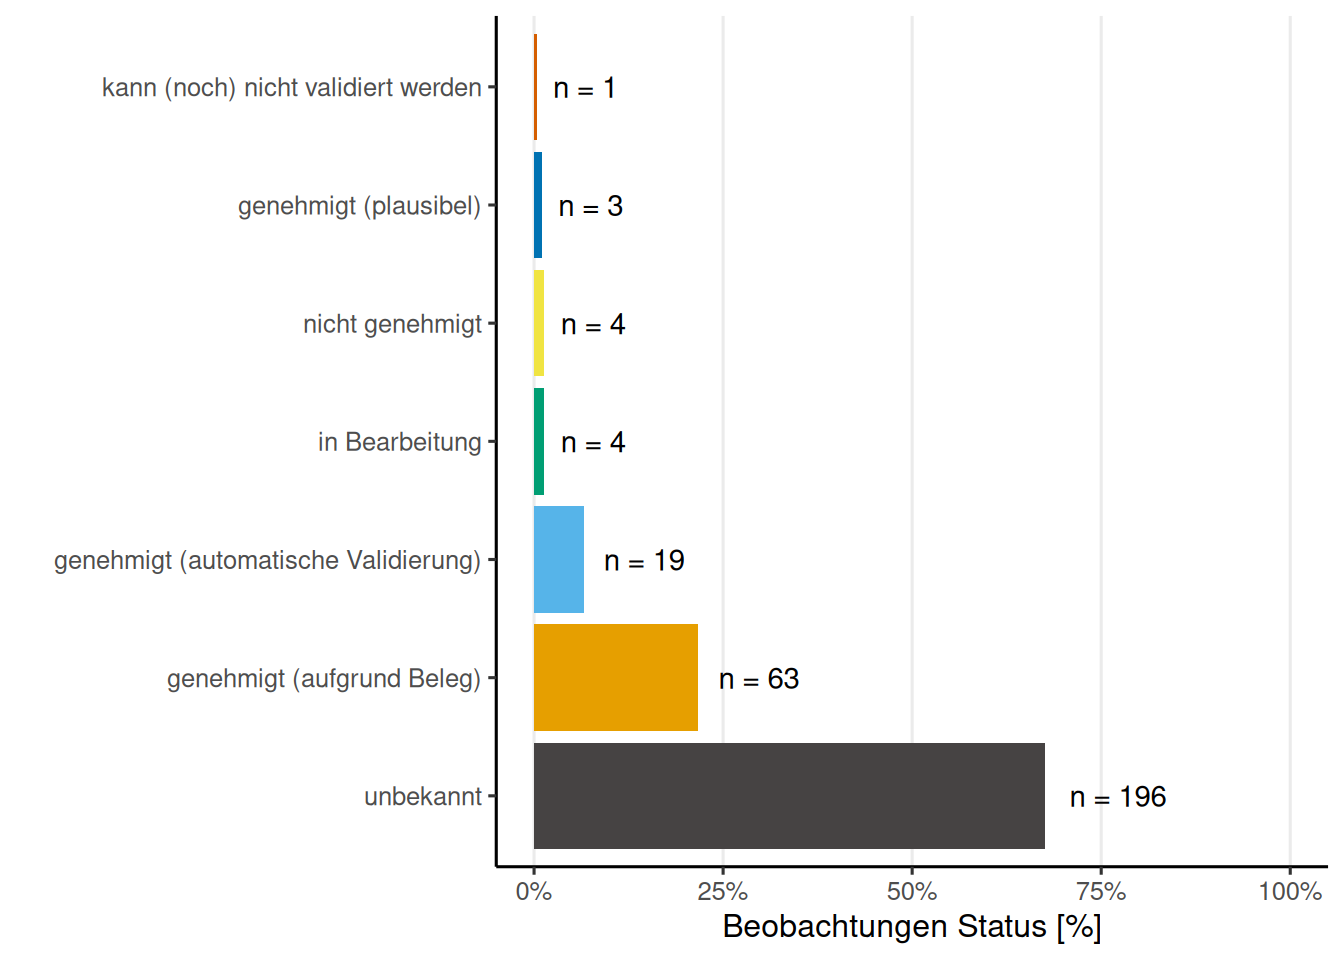 kann (noch) nicht validiert werden
n = 1
genehmigt (plausibel)
n = 3
nicht genehmigt
n = 4
in Bearbeitung
n = 4
genehmigt (automatische Validierung)
n = 19
genehmigt (aufgrund Beleg)
n = 63
unbekannt
n = 196
0% 25% 50% 75% 100%
Beobachtungen Status [%]